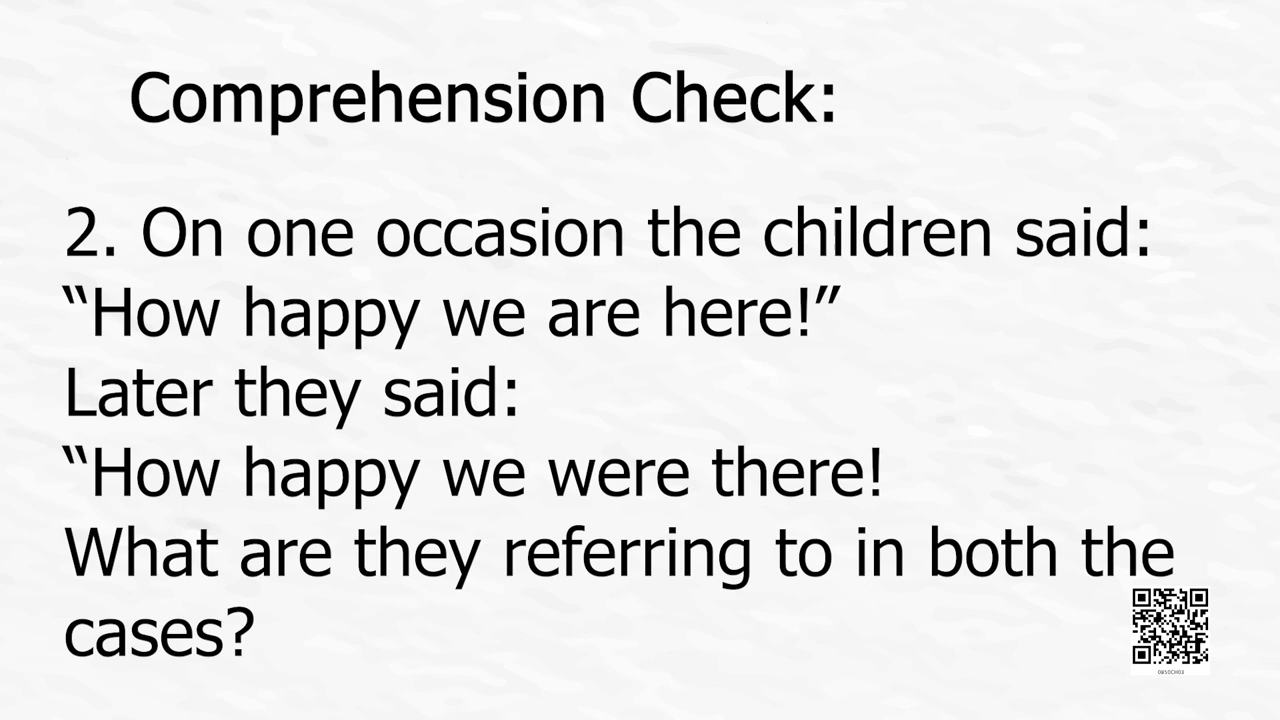 Comprehension Check:
2. On one occasion the children said:
“How happy we are here!”
Later they said:
“How happy we were there!
What are they referring to in both the
cases?